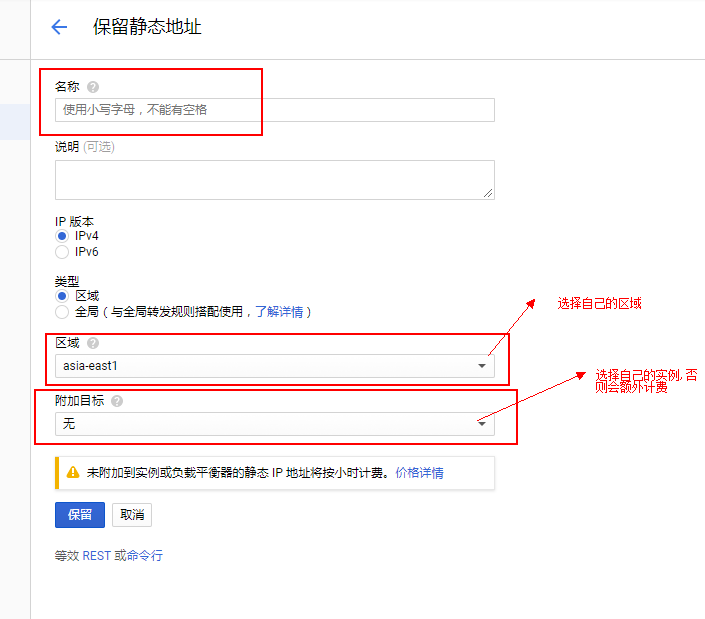 保留静态地址
名称
使用小写字母，不能有空格
说明 (可选)
IP 版本
IPv4
IPv6
类型
区域
全局（与全局转发规则搭配使用，了解详情）
选择自己的区域
区域
asia-east1
选择自己的实例, 否
则会额外计费
附加目标
无
未附加到实例或负载平衡器的静态 IP 地址将按小时计费。价格详情
保留
取消
等效 REST 或命令行